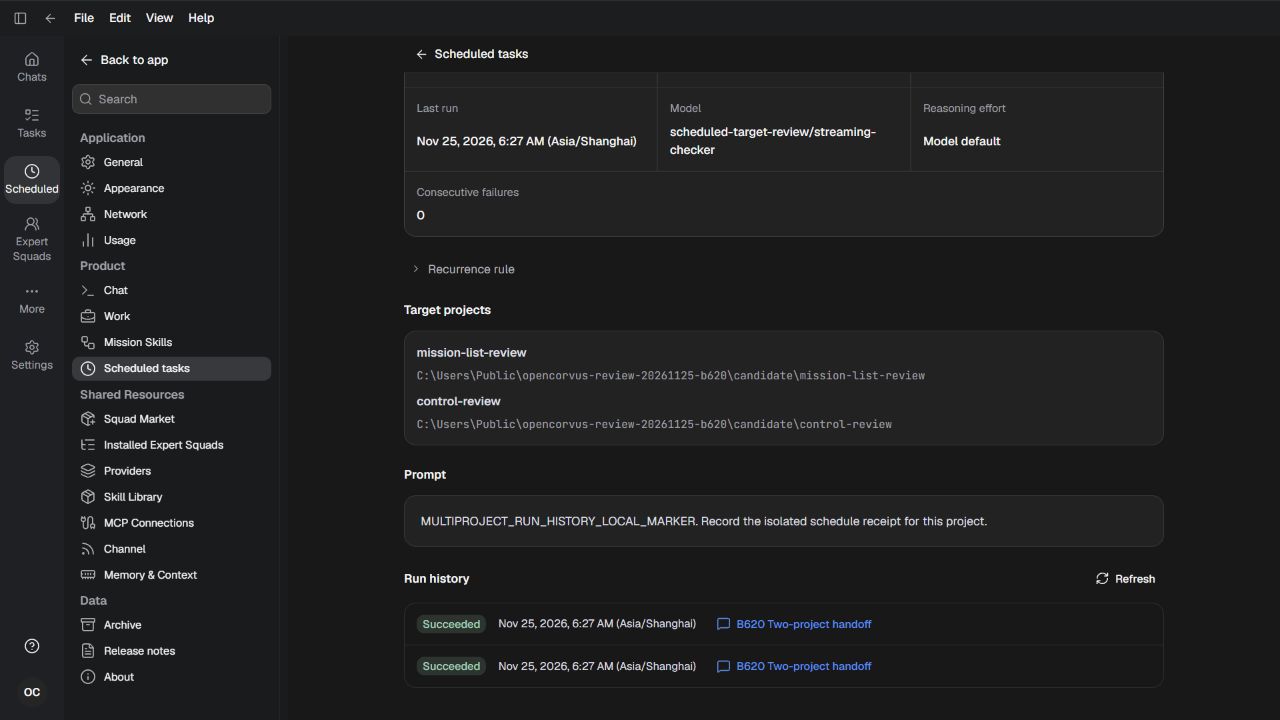 File Edit View Help
Chats
Tasks
Scheduled
Expert
Squads
More
Settings
OC
Back to app
Search
Application
General
Appearance
Network
Usage
Product
Chat
Work
Mission Skills
Scheduled tasks
Shared Resources
Squad Market
Installed Expert Squads
Providers
Skill Library
MCP Connections
Channel
Memory & Context
Data
Archive
Release notes
About
Scheduled tasks
Last run
Nov 25, 2026, 6:27 AM (Asia/Shanghai)
Model
scheduled-target-review/streaming-
checker
Reasoning effort
Model default
Consecutive failures
0
Recurrence rule
Target projects
mission-list-review
C:\Users\Public\opencorvus-review-20261125-b620\candidate\mission-list-review
control-review
C:\Users\Public\opencorvus-review-20261125-b620\candidate\control-review
Prompt
MULTIPROJECT_RUN_HISTORY_LOCAL_MARKER. Record the isolated schedule receipt for this project.
Run history
Refresh
Succeeded Nov 25, 2026, 6:27 AM (Asia/Shanghai) B620 Two-project handoff
Succeeded Nov 25, 2026, 6:27 AM (Asia/Shanghai) B620 Two-project handoff